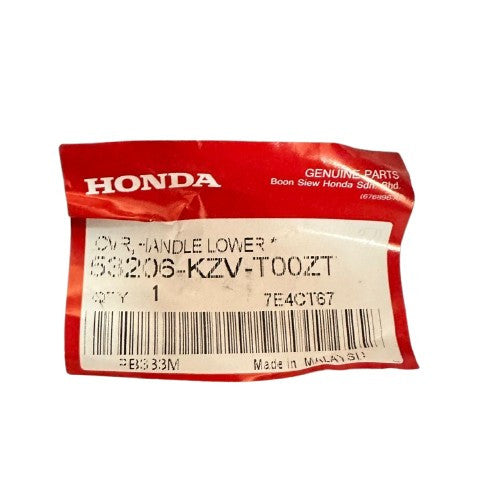 HONDA
GENUINE PARTS
Boon Siew Honda Sdn. Bhd.
CVR, HANDLE LOWER *
53206-KZV-T00ZT
QTY 1 7E4CT67
PB333M Made in MALAYSI